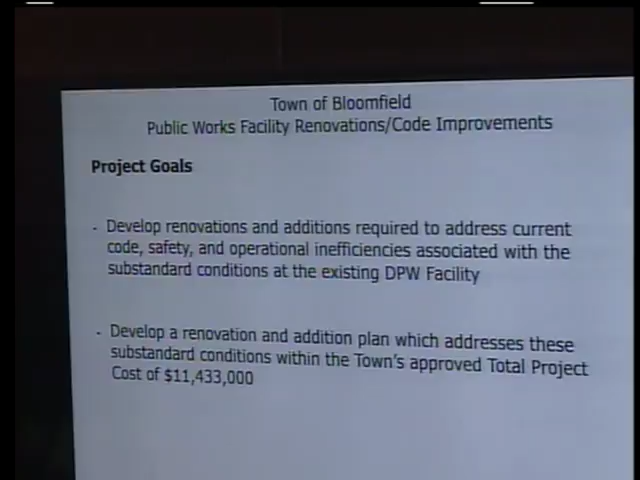 Town of Bloomfield
Public Works Facility Renovations/Code Improvements
Project Goals
- Develop renovations and additions required to address current
code, safety, and operational inefficiencies associated with the
substandard conditions at the existing DPW Facility
- Develop a renovation and addition plan which addresses these
substandard conditions within the Town's approved Total Project
Cost of $11,433,000